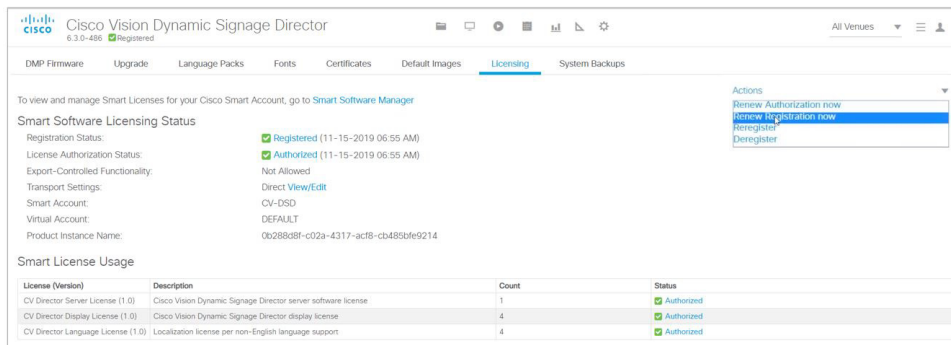 CISCO
Cisco Vision Dynamic Signage Director
All Venues
6.3.0-486 Registered
DMP Firmware Upgrade Language Packs Fonts Certificates Default Images Licensing System Backups
To view and manage Smart Licenses for your Cisco Smart Account, go to Smart Software Manager
Actions
Renew Authorization now
Renew Registration now
Reregister
Deregister
Smart Software Licensing Status
Registration Status: Registered (11-15-2019 06:55 AM)
License Authorization Status: Authorized (11-15-2019 06:55 AM)
Export-Controlled Functionality: Not Allowed
Transport Settings: Direct View/Edit
Smart Account: CV-DSD
Virtual Account: DEFAULT
Product Instance Name: 0b288d8f-c02a-4317-acf8-cb485bfe9214
Smart License Usage
License (Version) Description Count Status
CV Director Server License (1.0) Cisco Vision Dynamic Signage Director server software license 1 Authorized
CV Director Display License (1.0) Cisco Vision Dynamic Signage Director display license 4 Authorized
CV Director Language License (1.0) Localization license per non-English language support 4 Authorized